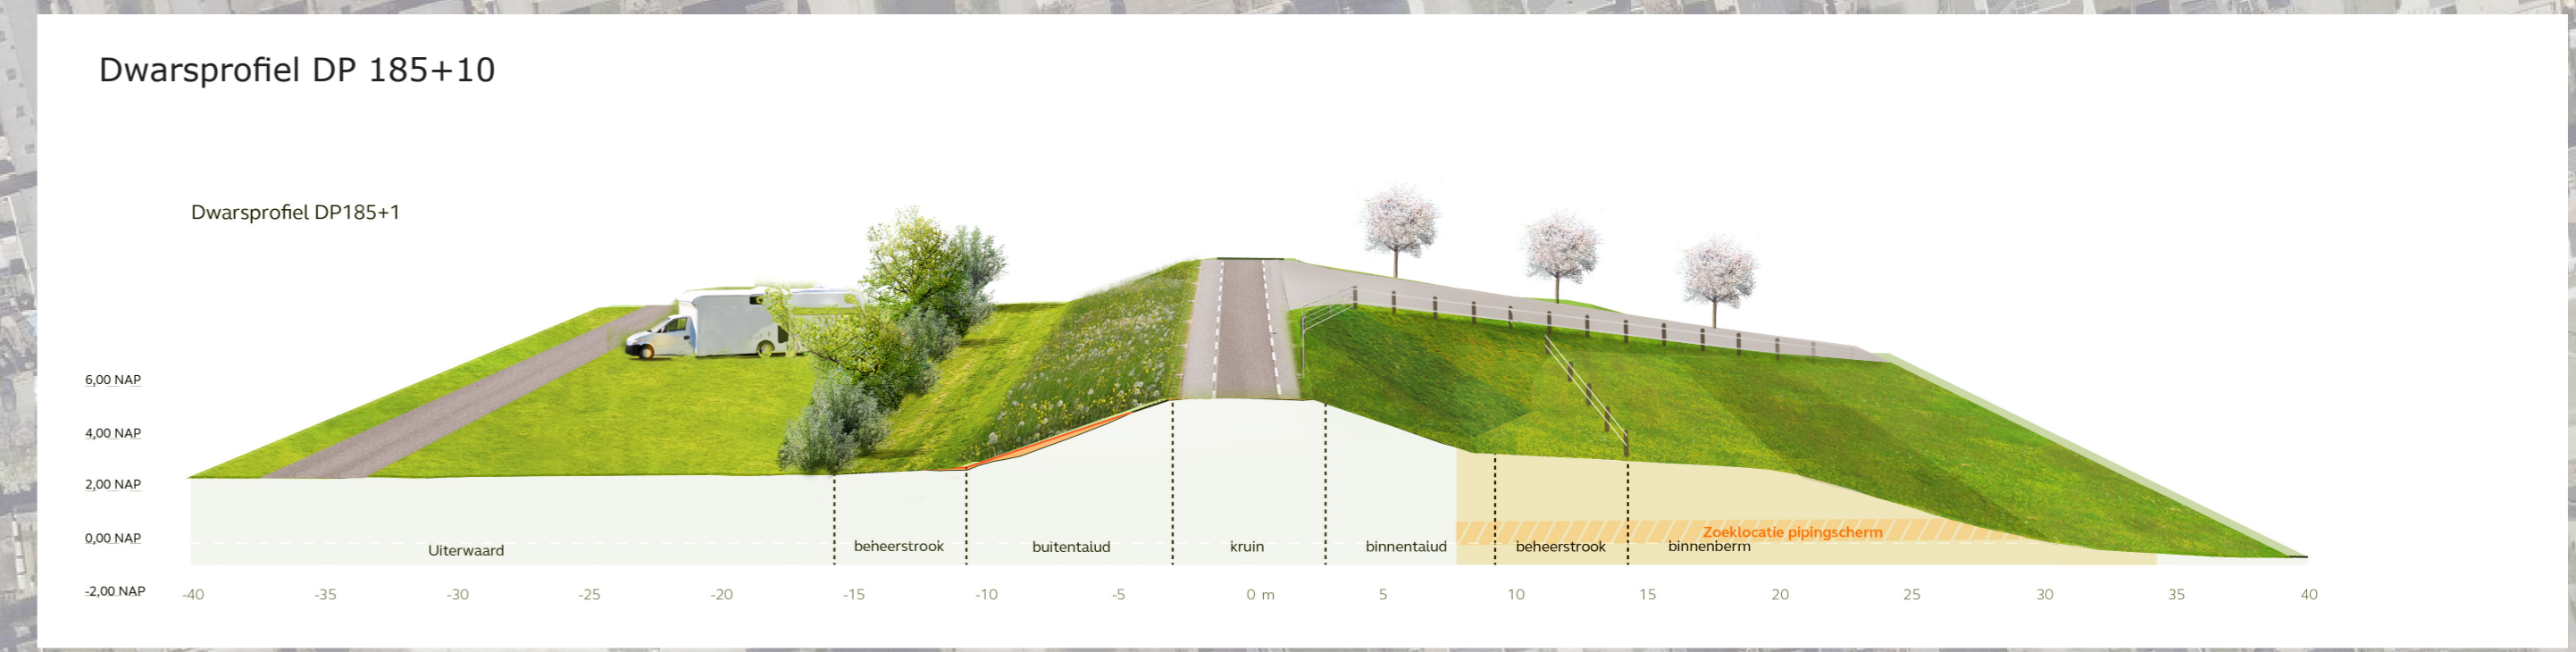 Dwarsprofiel DP 185+10
Dwarsprofiel DP185+1
6,00 NAP
4,00 NAP
2,00 NAP
0,00 NAP
-2,00 NAP
Uiterwaard
beheerstrook
buitentalud
kruin
binnentalud
beheerstrook
Zoeklocatie pipingscherm
binnenberm
-40 -35 -30 -25 -20 -15 -10 -5 0 m 5 10 15 20 25 30 35 40